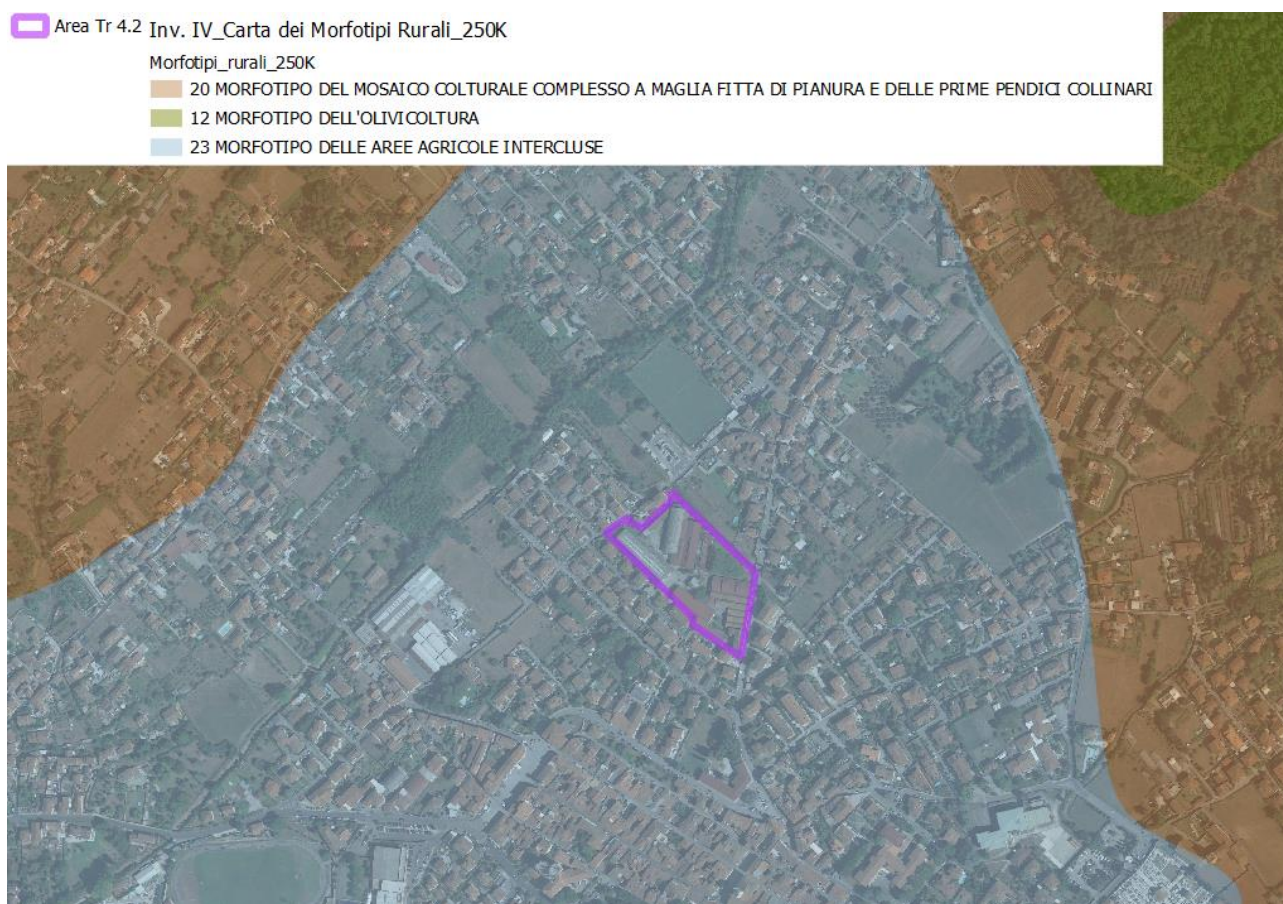 Area Tr 4.2 Inv. IV_Carta dei Morfotipi Rurali_250K
Morfotipi_rurali_250K
20 MORFOTIPO DEL MOSAICO COLTURALE COMPLESSO A MAGLIA FITTA DI PIANURA E DELLE PRIME PENDICI COLLINARI
12 MORFOTIPO DELL'OLIVICOLTURA
23 MORFOTIPO DELLE AREE AGRICOLE INTERCLUSE